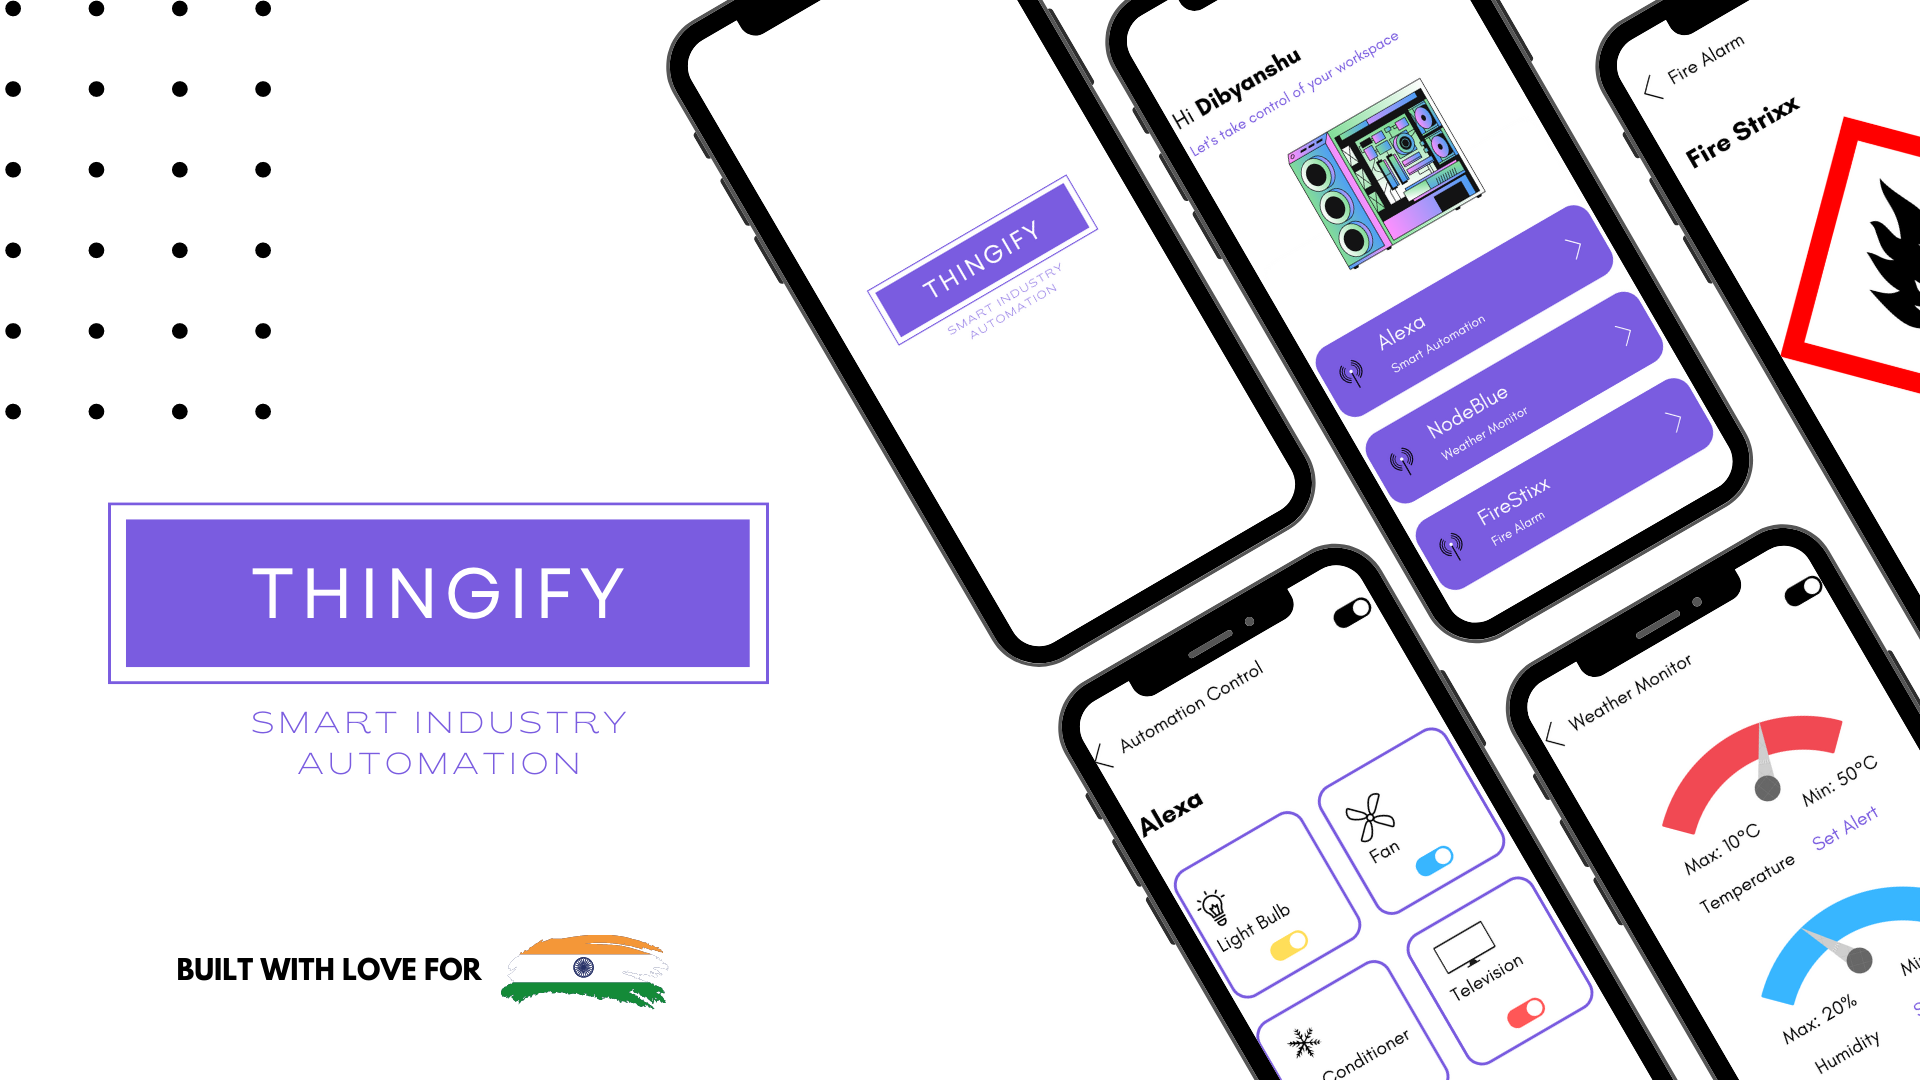 THINGIFY
SMART INDUSTRY
AUTOMATION
BUILT WITH LOVE FOR
THINGIFY
SMART INDUSTRY
AUTOMATION
Hi Dibyanshu
Let's take control of your workspace
Alexa
Smart Automation
NodeBlue
Weather Monitor
FireStixx
Fire Alarm
Fire Alarm
Fire Strixx
Automation Control
Alexa
Light Bulb
Fan
Television
Conditioner
Weather Monitor
Max: 10°C
Min: 50°C
Temperature
Set Alert
Max: 20%
Humidity